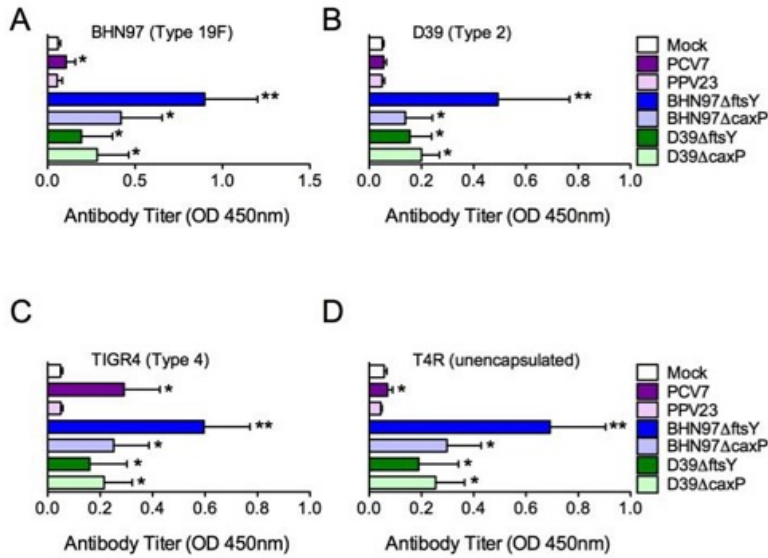 A
BHN97 (Type 19F)
*
**
*
*
*
0.0 0.5 1.0 1.5
Antibody Titer (OD 450nm)
B
D39 (Type 2)
**
*
*
*
0.0 0.2 0.4 0.6 0.8 1.0
Antibody Titer (OD 450nm)
Mock
PCV7
PPV23
BHN97ΔftsY
BHN97ΔcaxP
D39ΔftsY
D39ΔcaxP
C
TIGR4 (Type 4)
*
**
*
*
*
0.0 0.2 0.4 0.6 0.8 1.0
Antibody Titer (OD 450nm)
D
T4R (unencapsulated)
*
**
*
*
*
0.0 0.2 0.4 0.6 0.8 1.0
Antibody Titer (OD 450nm)
Mock
PCV7
PPV23
BHN97ΔftsY
BHN97ΔcaxP
D39ΔftsY
D39ΔcaxP